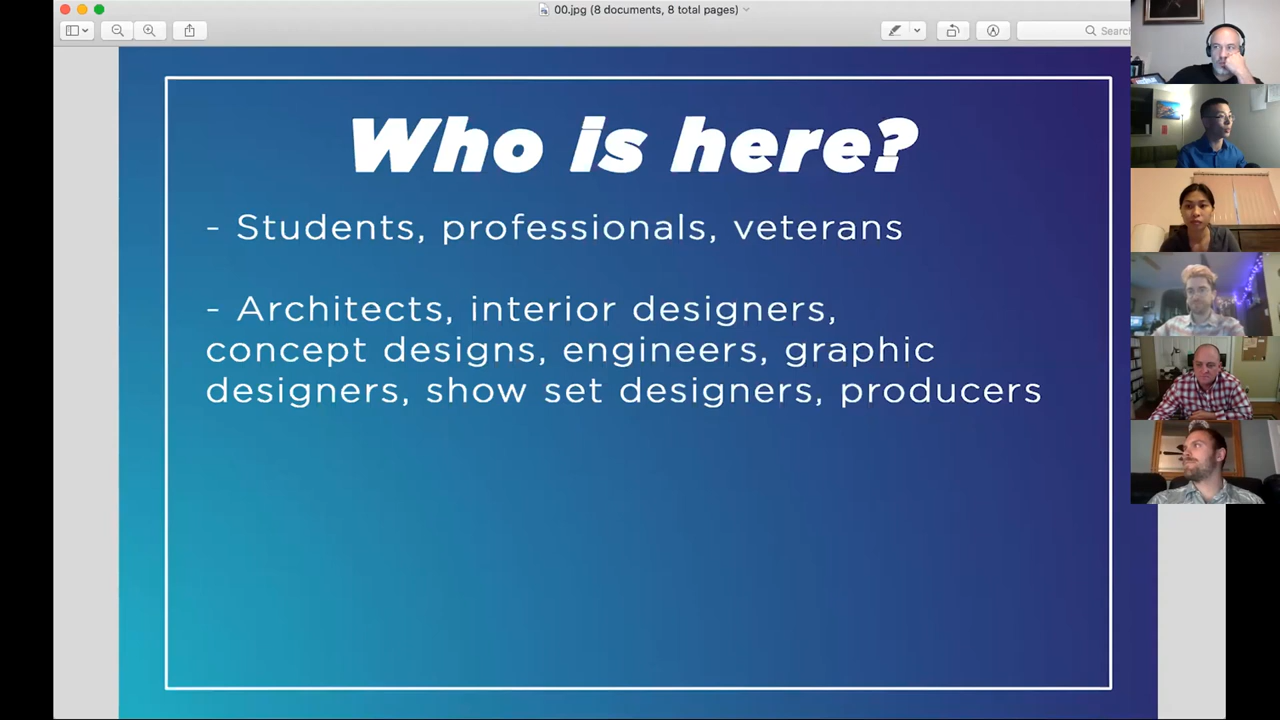 00.jpg (8 documents, 8 total pages)
Search
Who is here?
- Students, professionals, veterans
- Architects, interior designers,
concept designs, engineers, graphic
designers, show set designers, producers